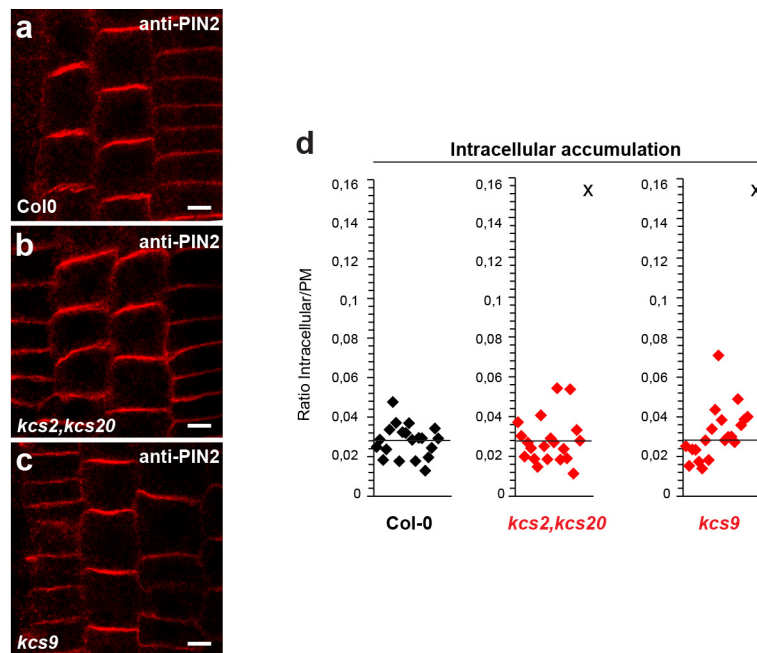 a
anti-PIN2
Col0
b
anti-PIN2
kcs2,kcs20
c
anti-PIN2
kcs9
d
Intracellular accumulation
Ratio Intracellular/PM
0,16
0,14
0,12
0,1
0,08
0,06
0,04
0,02
0
Col-0
x
0,16
0,14
0,12
0,1
0,08
0,06
0,04
0,02
0
kcs2,kcs20
x
0,16
0,14
0,12
0,1
0,08
0,06
0,04
0,02
0
kcs9